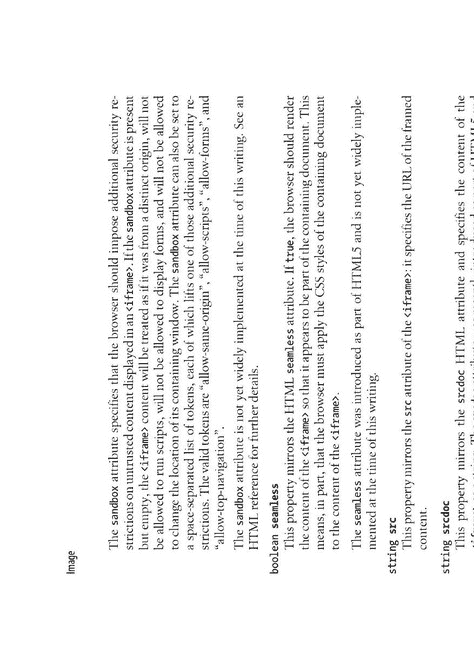 Image
The sandbox attribute specifies that the browser should impose additional security re-
strictions on untrusted content displayed in an <iframe>. If the sandbox attribute is present
but empty, the <iframe> content will be treated as if it was from a distinct origin, will not
be allowed to run scripts, will not be allowed to display forms, and will not be allowed
to change the location of its containing window. The sandbox attribute can also be set to
a space-separated list of tokens, each of which lifts one of those additional security re-
strictions. The valid tokens are “allow-same-origin”, “allow-scripts”, “allow-forms”, and
“allow-top-navigation”.
The sandbox attribute is not yet widely implemented at the time of this writing. See an
HTML reference for further details.
boolean seamless
This property mirrors the HTML seamless attribute. If true, the browser should render
the content of the <iframe> so that it appears to be part of the containing document. This
means, in part, that the browser must apply the CSS styles of the containing document
to the content of the <iframe>.
The seamless attribute was introduced as part of HTML5 and is not yet widely imple-
mented at the time of this writing.
string src
This property mirrors the src attribute of the <iframe>: it specifies the URL of the framed
content.
string srcdoc
This property mirrors the srcdoc HTML attribute and specifies the content of the